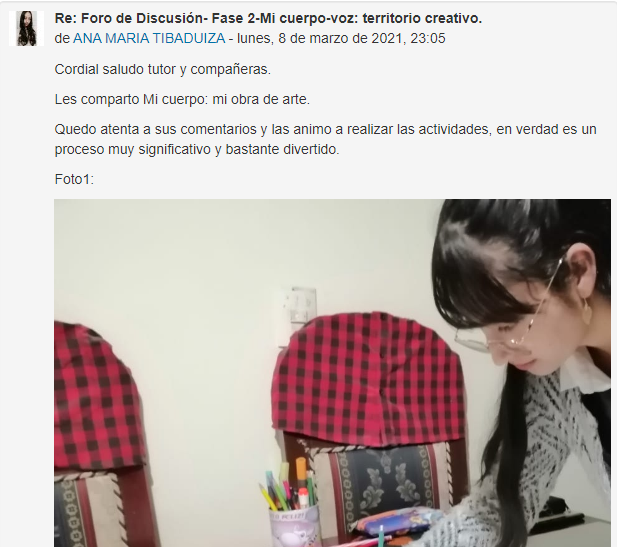 Re: Foro de Discusión- Fase 2-Mi cuerpo-voz: territorio creativo.
de ANA MARIA TIBADUIZA - lunes, 8 de marzo de 2021, 23:05
Cordial saludo tutor y compañeras.
Les comparto Mi cuerpo: mi obra de arte.
Quedo atenta a sus comentarios y las animo a realizar las actividades, en verdad es un
proceso muy significativo y bastante divertido.
Foto1: